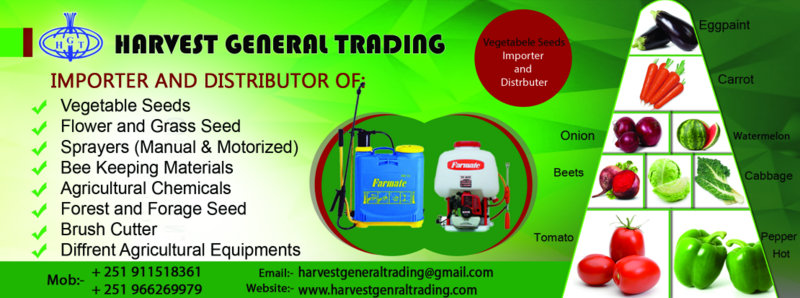 HGT
HARVEST GENERAL TRADING
IMPORTER AND DISTRIBUTOR OF:
Vegetable Seeds
Flower and Grass Seed
Sprayers (Manual & Motorized)
Bee Keeping Materials
Agricultural Chemicals
Forest and Forage Seed
Brush Cutter
Diffrent Agricultural Equipments
Farmate
Farmate
Vegetabele Seeds
Importer
and
Distrbuter
Eggpaint
Carrot
Onion
Watermelon
Beets
Cabbage
Tomato
Pepper
Hot
Mob:- + 251 911518361
+ 251 966269979
Email:- harvestgenraltrading@gmail.com
Website:- www.harvestgenraltrading.com